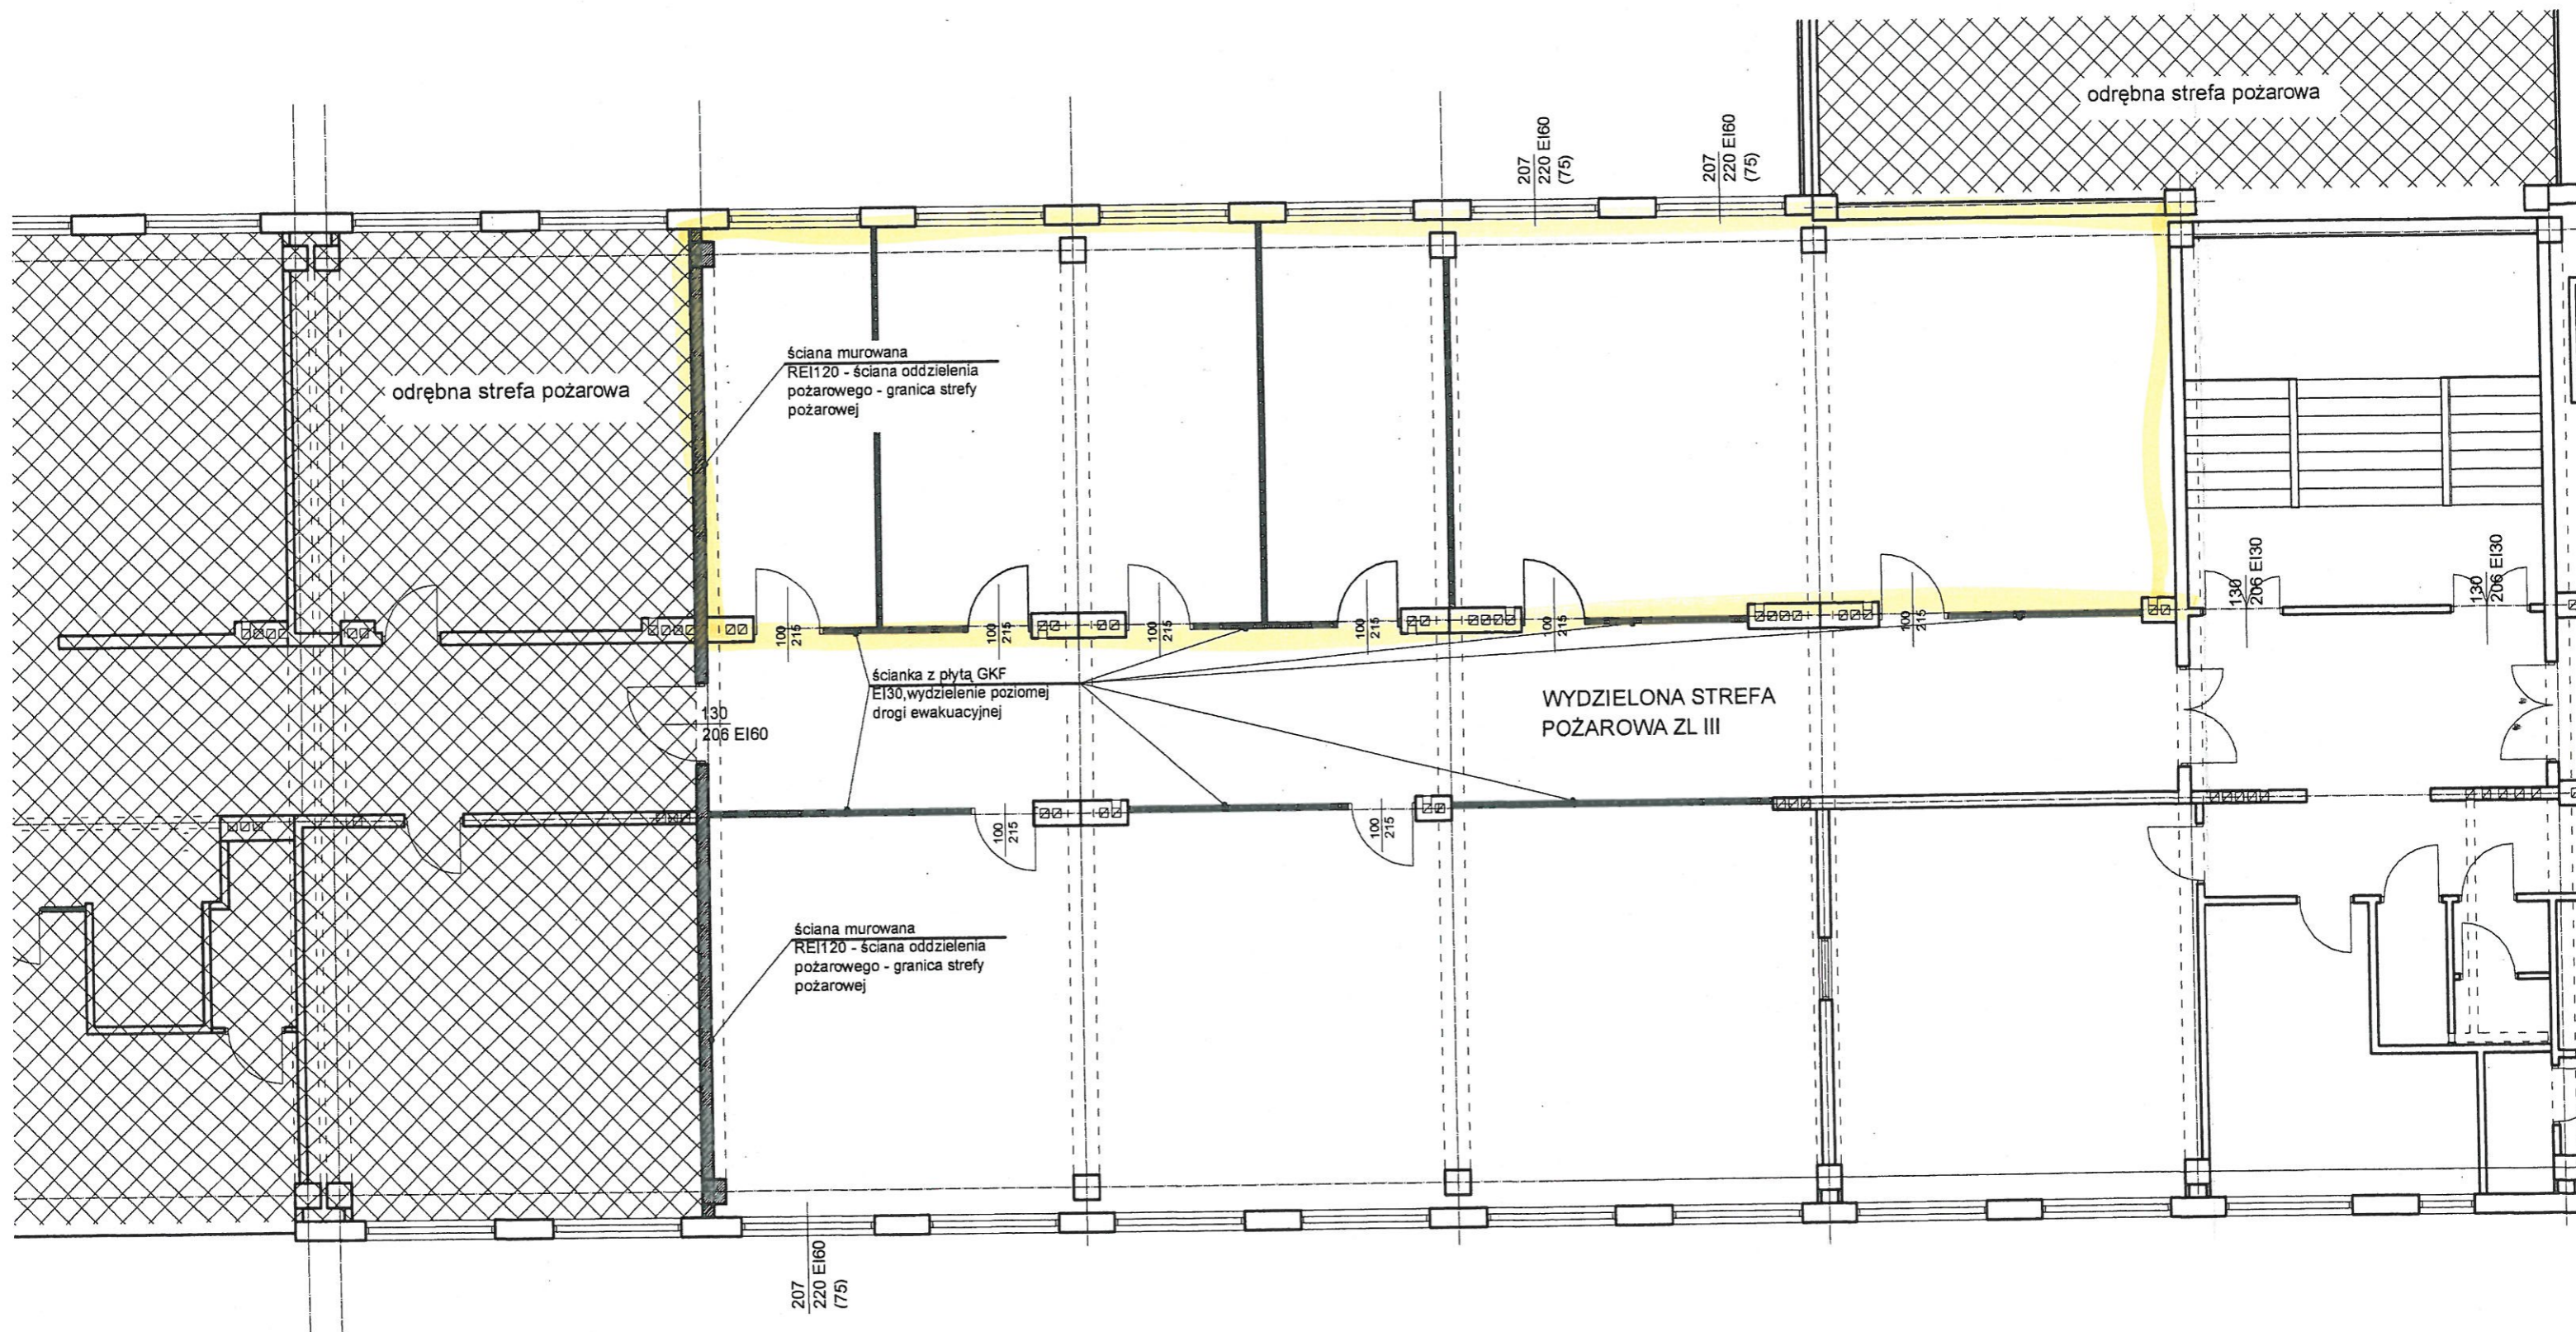 odrębna strefa pożarowa
207
220 EI60
(75)
207
220 EI60
(75)
ściana murowana
REI120 - ściana oddzielenia
pożarowego - granica strefy
pożarowej
odrębna strefa pożarowa
130
206 EI30
130
206 EI30
100
215
100
215
100
215
100
215
100
215
100
215
ścianka z płytą GKF
EI30,wydzielenie poziomej
drogi ewakuacyjnej
WYDZIELONA STREFA
POŻAROWA ZL III
130
206 EI60
100
215
100
215
ściana murowana
REI120 - ściana oddzielenia
pożarowego - granica strefy
pożarowej
207
220 EI60
(75)